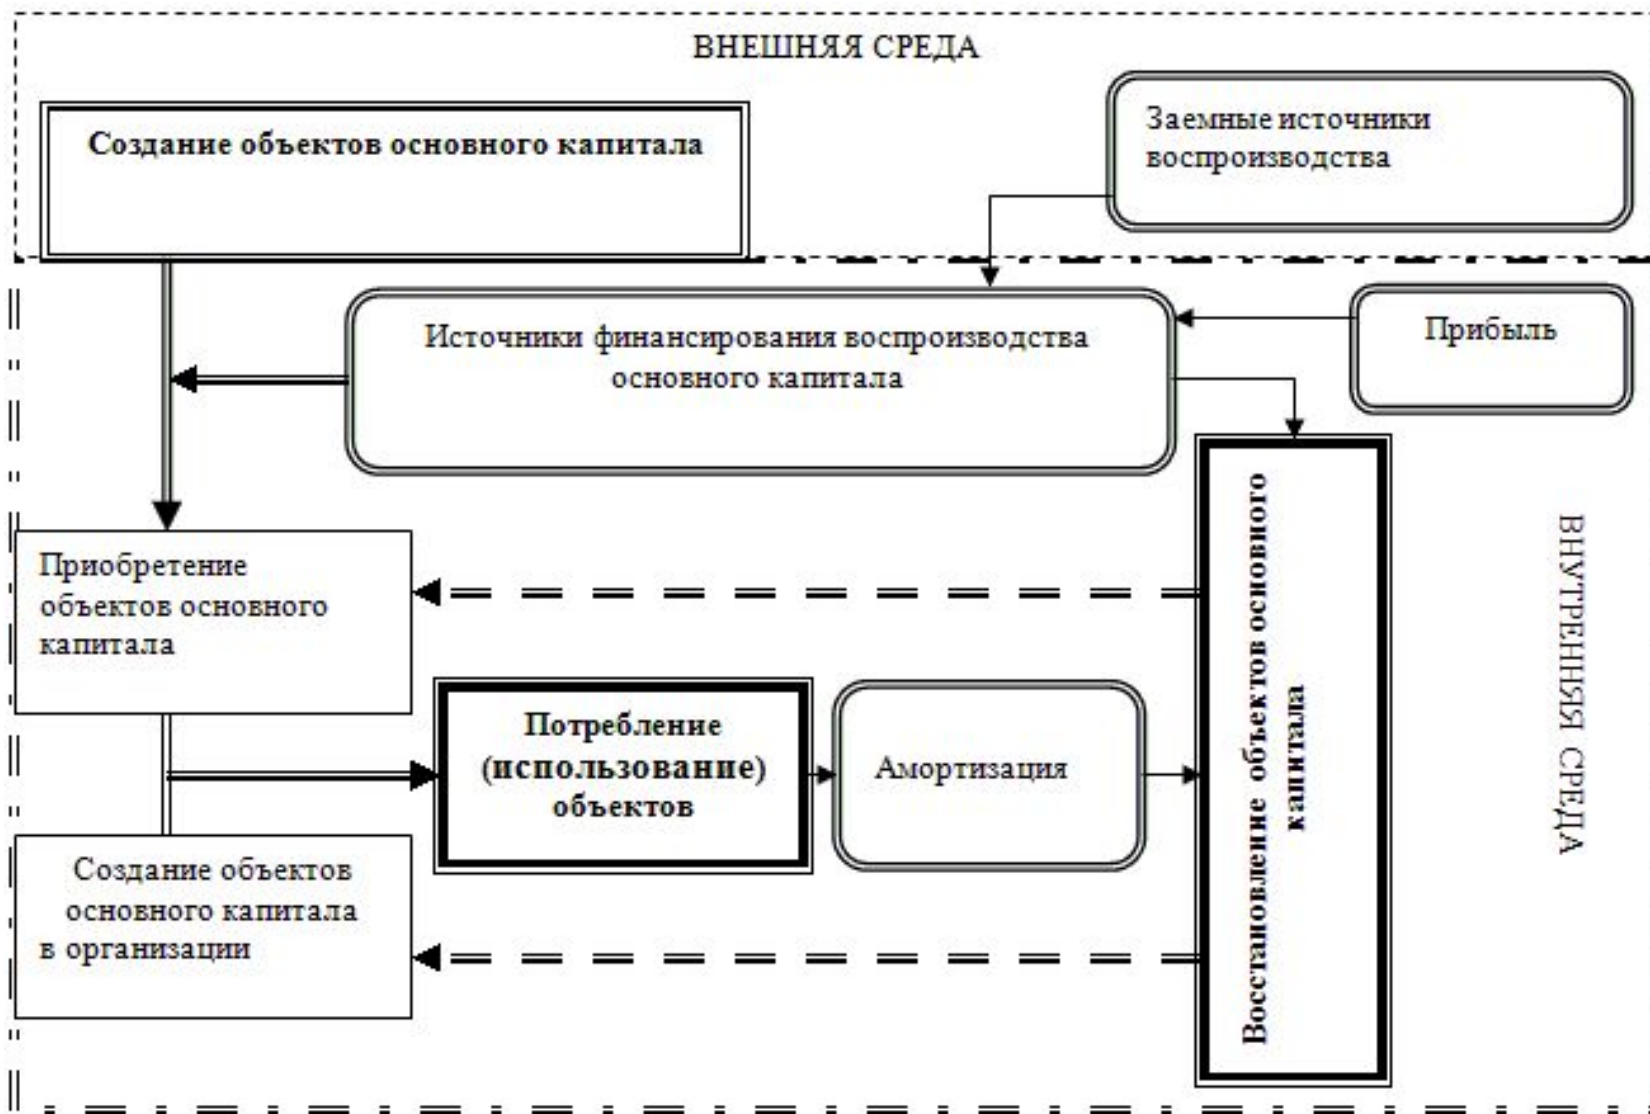 ВНЕШНЯЯ СРЕДА
Создание объектов основного капитала
Заемные источники
воспроизводства
Источники финансирования воспроизводства
основного капитала
Прибыль
Приобретение
объектов основного
капитала
Потребление
(использование)
объектов
Амортизация
Восстановление объектов основного
капитала
ВНУТРЕННЯЯ СРЕДА
Создание объектов
основного капитала
в организации